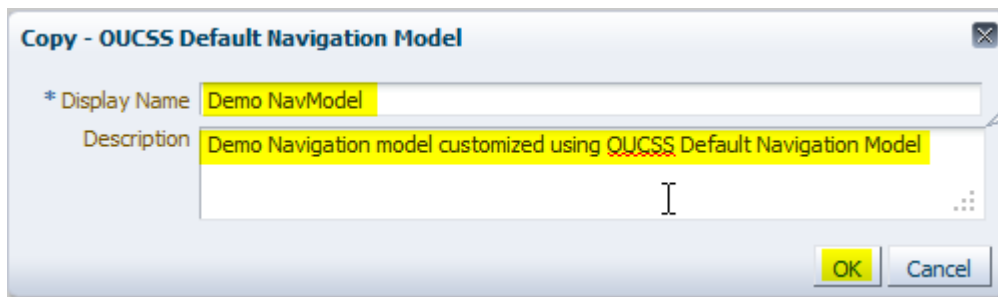 Copy - OUCSS Default Navigation Model
* Display Name Demo NavModel
Description Demo Navigation model customized using OUCSS Default Navigation Model
OK Cancel